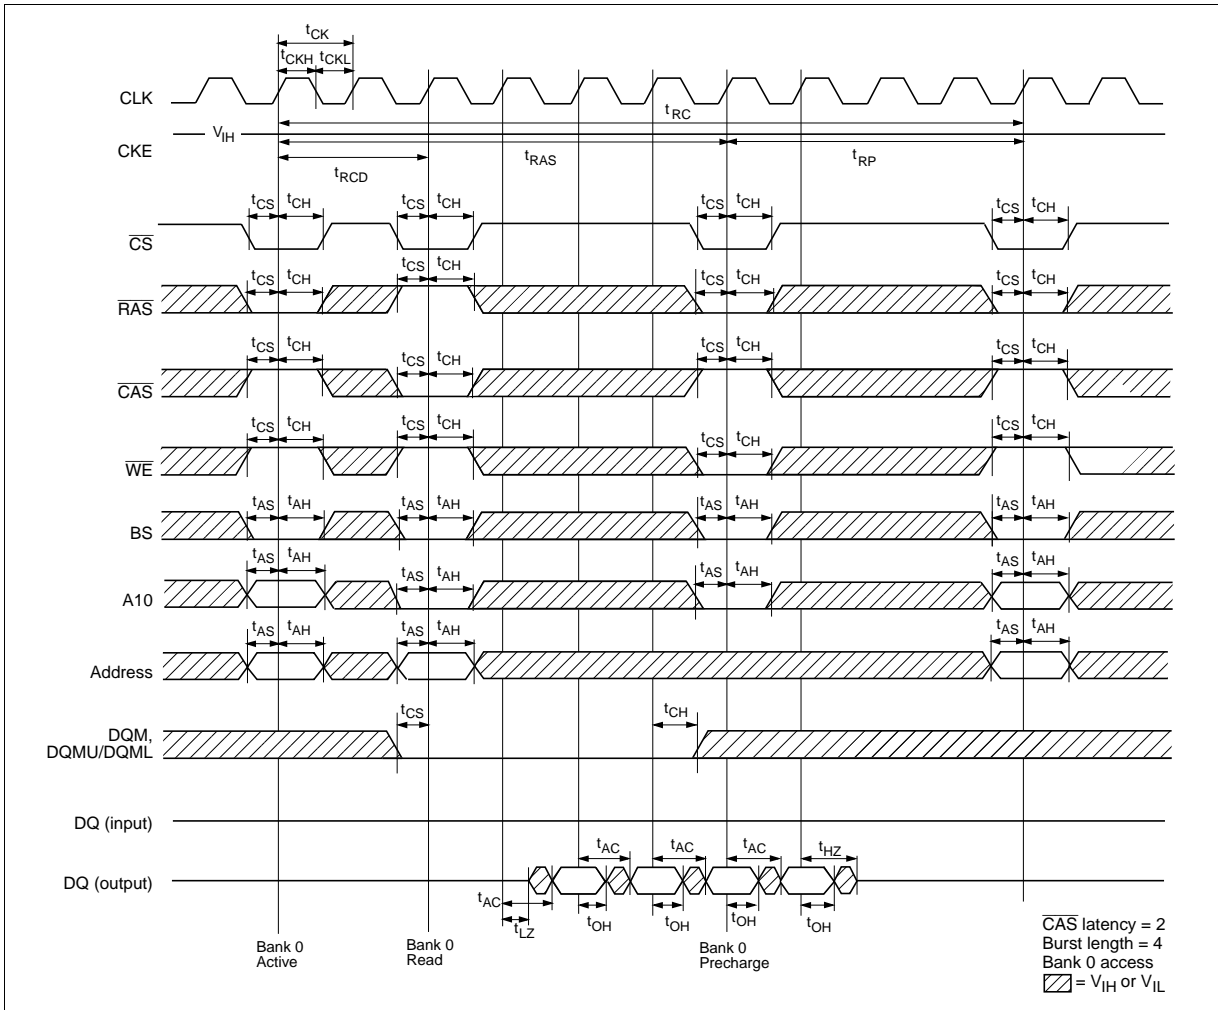 tCK
tCKH tCKL
CLK
tRC
VIH
CKE
tRAS tRP
tRCD
tCS tCH tCS tCH tCS tCH tCS tCH
CS
tCS tCH tCS tCH tCS tCH tCS tCH
RAS
tCS tCH tCS tCH tCS tCH tCS tCH
CAS
tCS tCH tCS tCH tCS tCH tCS tCH
WE
tAS tAH tAS tAH tAS tAH tAS tAH
BS
tAS tAH tAS tAH tAS tAH tAS tAH
A10
tAS tAH tAS tAH tAS tAH
Address
tCS tCH
DQM,
DQMU/DQML
DQ (input)
tAC tAC tAC tHZ
DQ (output)
tAC
tLZ tOH tOH tOH tOH
Bank 0
Active
Bank 0
Read
Bank 0
Precharge
CAS latency = 2
Burst length = 4
Bank 0 access
= VIH or VIL